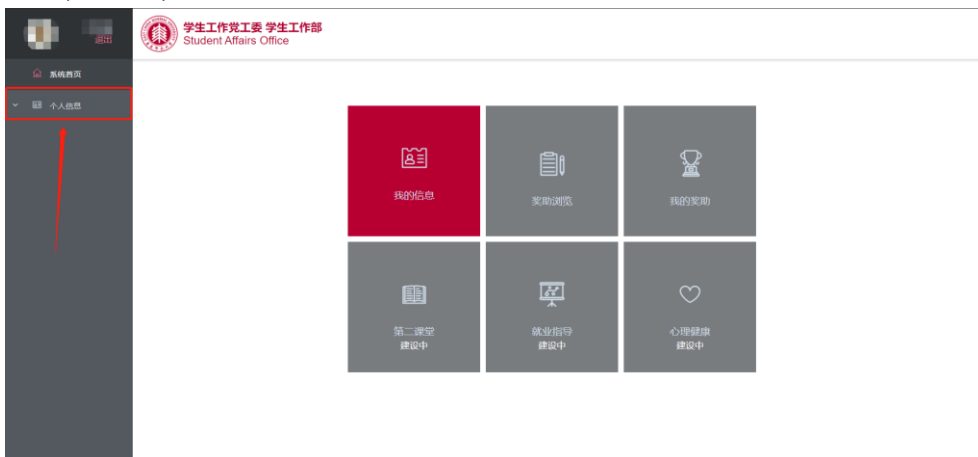 退出
学生工作党工委 学生工作部
Student Affairs Office
系统首页
个人信息
我的信息
奖助浏览
我的奖助
第二课堂
建设中
就业指导
建设中
心理健康
建设中